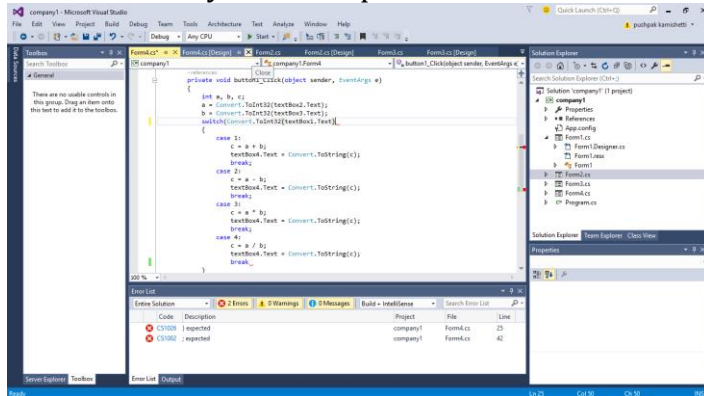 company1 - Microsoft Visual Studio
Quick Launch (Ctrl+Q)
File Edit View Project Build Debug Team Tools Architecture Test Analyze Window Help
pushpak kamishetti
Debug Any CPU Start
Data Sources
Toolbox
Search Toolbox
General
There are no usable controls in
this group. Drag an item onto
this text to add it to the toolbox.
Server Explorer Toolbox
Form4.cs* Form4.cs [Design] Form2.cs Form2.cs [Design] Form3.cs Form3.cs [Design]
company1 company1.Form4 button1_Click(object sender, EventArgs e)
Close
private void button1_Click(object sender, EventArgs e)
{
int a, b, c;
a = Convert.ToInt32(textBox2.Text);
b = Convert.ToInt32(textBox3.Text);
switch(Convert.ToInt32(textBox1.Text)
{
case 1:
c = a + b;
textBox4.Text = Convert.ToString(c);
break;
case 2:
c = a - b;
textBox4.Text = Convert.ToString(c);
break;
case 3:
c = a * b;
textBox4.Text = Convert.ToString(c);
break;
case 4:
c = a / b;
textBox4.Text = Convert.ToString(c);
break
}
100 %
Error List
Entire Solution 2 Errors 0 Warnings 0 Messages Build + IntelliSense Search Error List
Code Description Project File Line
CS1026 ) expected company1 Form4.cs 25
CS1002 ; expected company1 Form4.cs 42
Error List Output
Solution Explorer
Search Solution Explorer (Ctrl+;)
Solution 'company1' (1 project)
company1
Properties
References
App.config
Form1.cs
Form1.Designer.cs
Form1.resx
Form1
Form2.cs
Form3.cs
Form4.cs
Program.cs
Solution Explorer Team Explorer Class View
Properties
Ready Ln 25 Col 50 Ch 50 INS